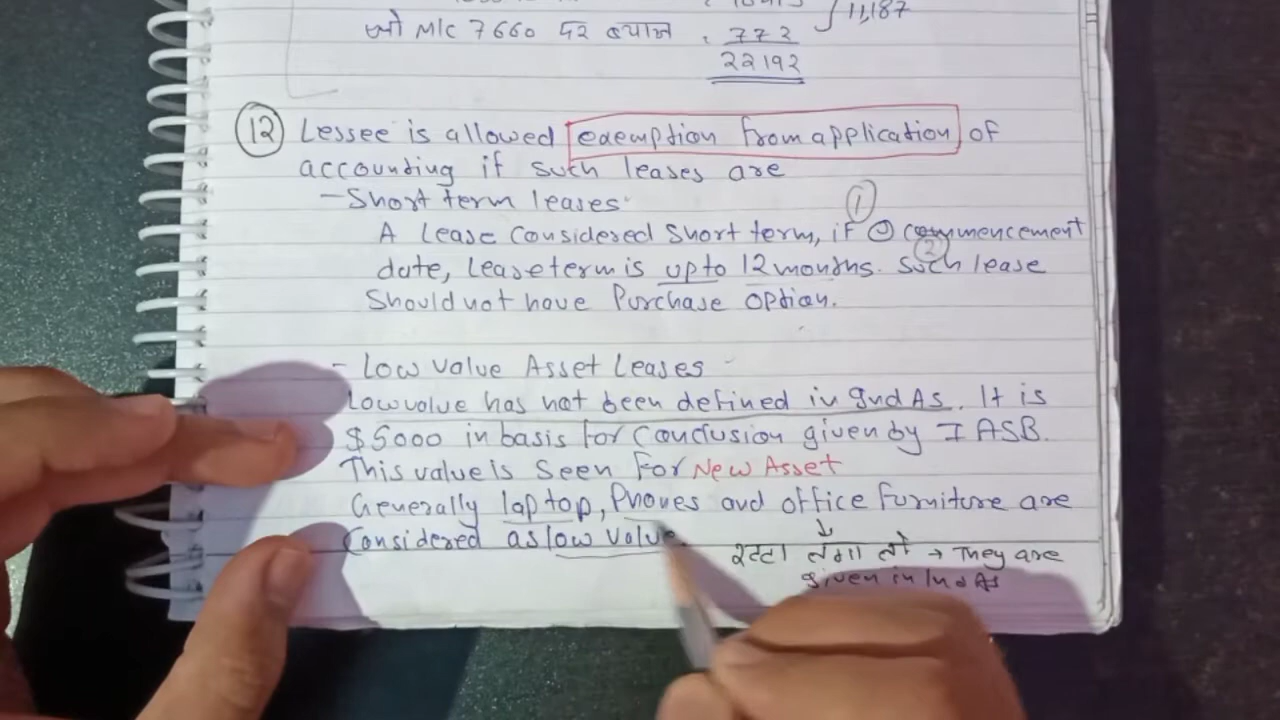 11,187
जो M/C 7660 पर ब्याज 772
22192
12 Lessee is allowed exemption from application of
accounting if such leases are
- Short term leases
1
A Lease Considered Short term, if @ commencement
2
date, Lease term is up to 12 months. Such lease
Should not have Purchase Option.
- Low value Asset Leases -
Low value has not been defined in Ind As. It is
$5000 in basis for Conclusion given by IASB.
This value is Seen For New Asset
Generally laptop, Phones and office Furniture are
Considered as low value.
रट्टा लगा लो → They are
given in Ind As